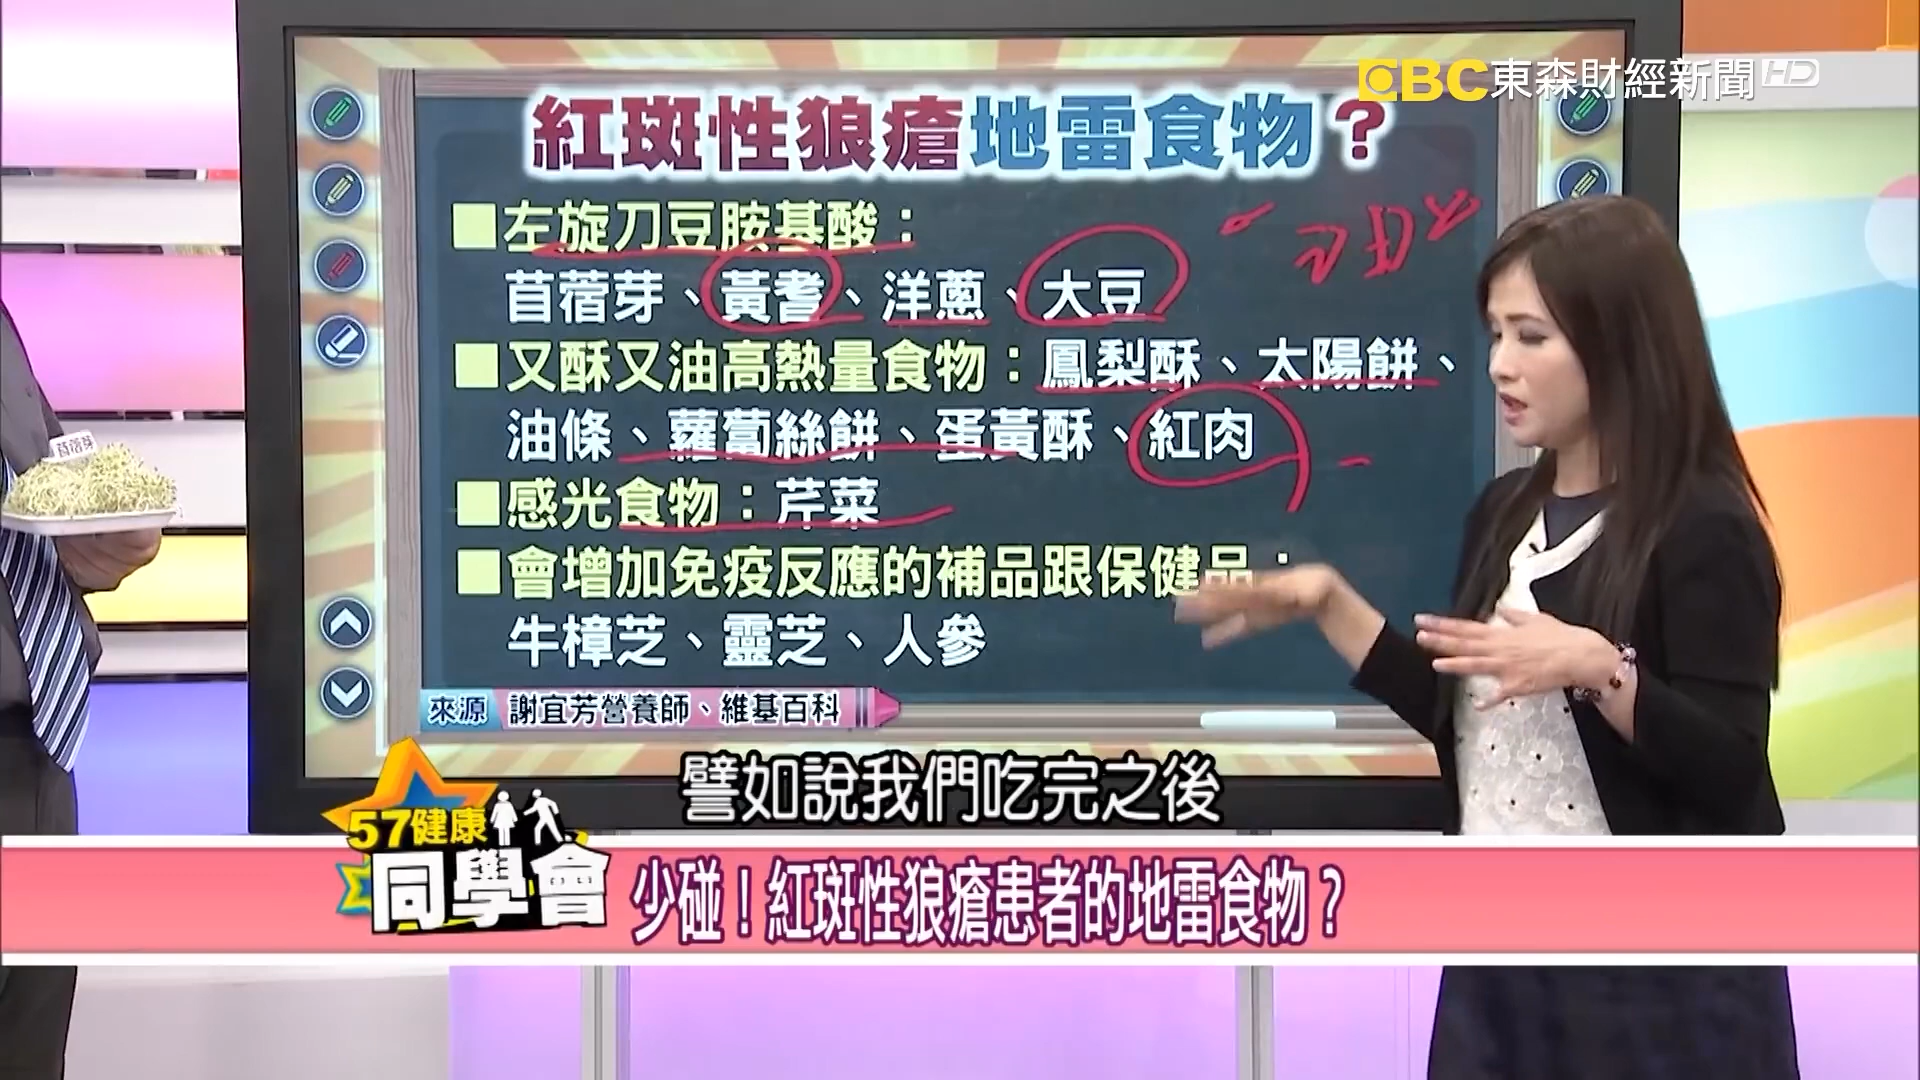 EBC東森財經新聞HD
紅斑性狼瘡地雷食物？
■左旋刀豆胺基酸：
苜蓿芽、黃耆、洋蔥、大豆
■又酥又油高熱量食物：鳳梨酥、太陽餅、
油條、蘿蔔絲餅、蛋黃酥、紅肉
■感光食物：芹菜
■會增加免疫反應的補品跟保健品：
牛樟芝、靈芝、人參
來源 謝宜芳營養師、維基百科
苜蓿芽
譬如說我們吃完之後
57健康
同學會
少碰！紅斑性狼瘡患者的地雷食物？